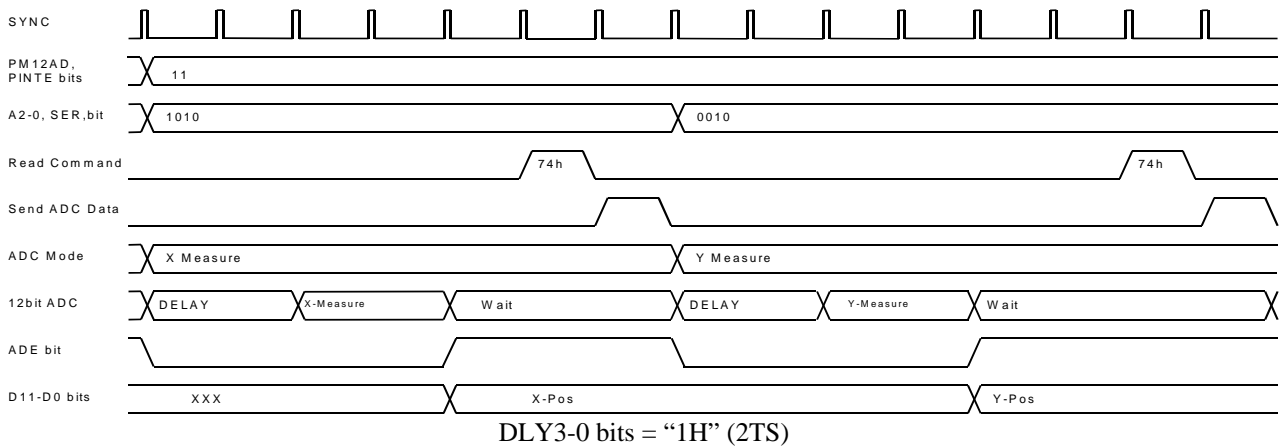 SYNC
PM12AD,
PINTE bits
11
A2-0, SER,bit
1010
0010
Read Command
74h
74h
Send ADC Data
ADC Mode
X Measure
Y Measure
12bit ADC
DELAY
X-Measure
Wait
DELAY
Y-Measure
Wait
ADE bit
D11-D0 bits
XXX
X-Pos
Y-Pos
DLY3-0 bits = “1H” (2TS)